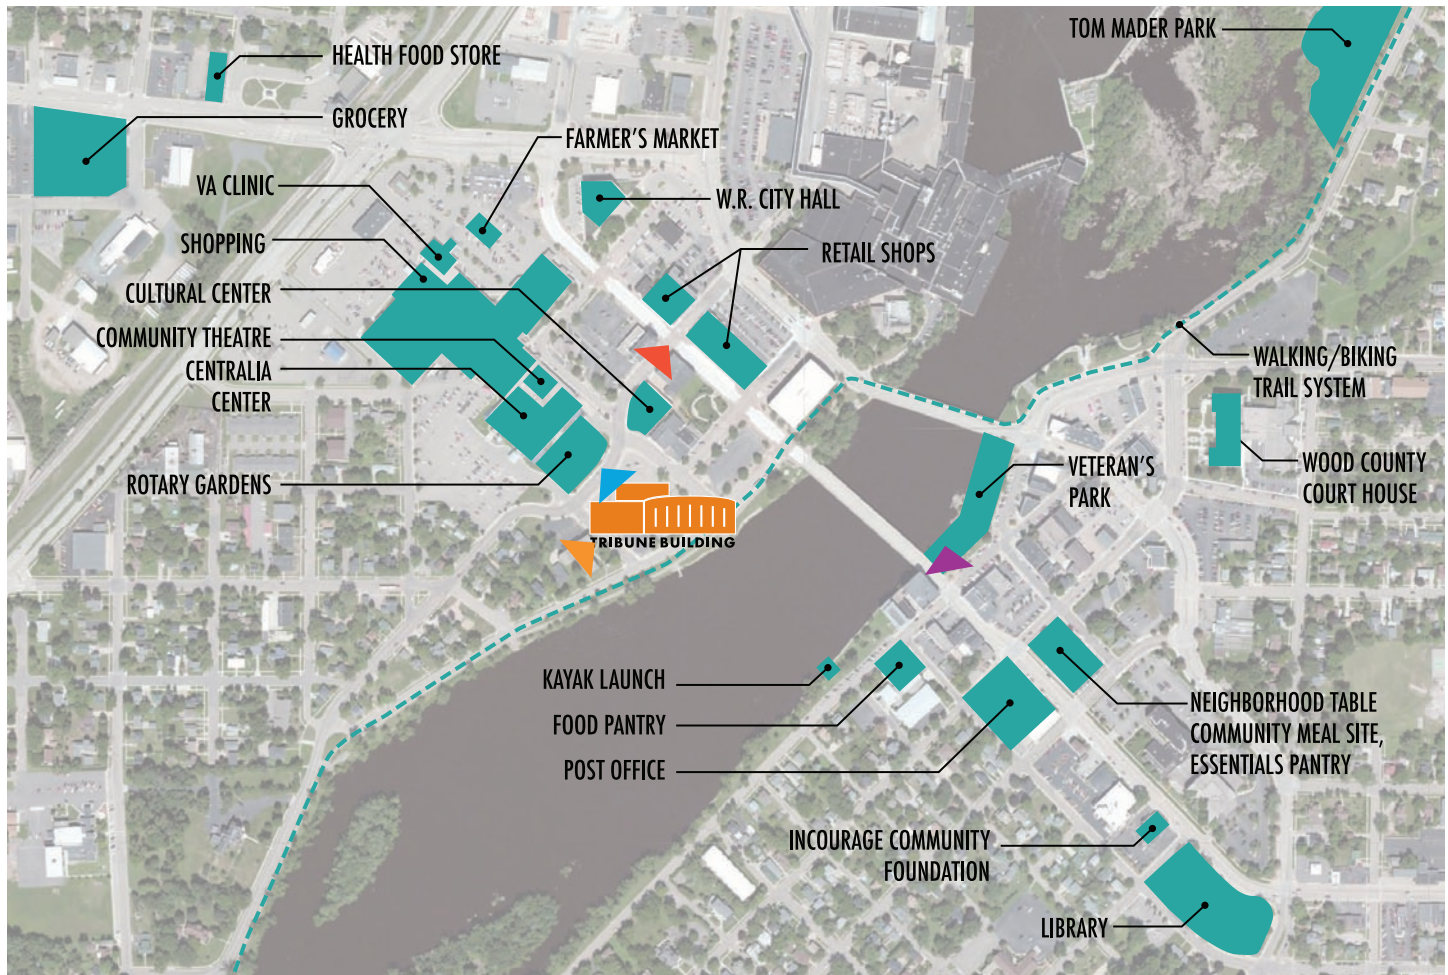 TOM MADER PARK
HEALTH FOOD STORE
GROCERY
FARMER'S MARKET
VA CLINIC
W.R. CITY HALL
SHOPPING
RETAIL SHOPS
CULTURAL CENTER
COMMUNITY THEATRE
CENTRALIA
CENTER
WALKING/BIKING
TRAIL SYSTEM
ROTARY GARDENS
VETERAN'S
PARK
WOOD COUNTY
COURT HOUSE
TRIBUNE BUILDING
KAYAK LAUNCH
FOOD PANTRY
POST OFFICE
NEIGHBORHOOD TABLE
COMMUNITY MEAL SITE,
ESSENTIALS PANTRY
INCOURAGE COMMUNITY
FOUNDATION
LIBRARY